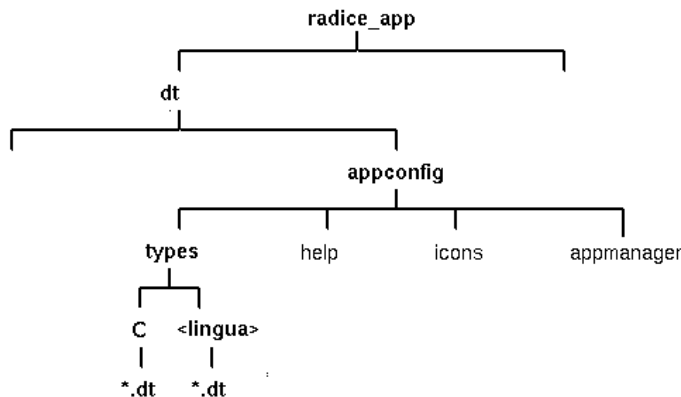 radice_app
dt
appconfig
types help icons appmanager
C <lingua>
*.dt *.dt